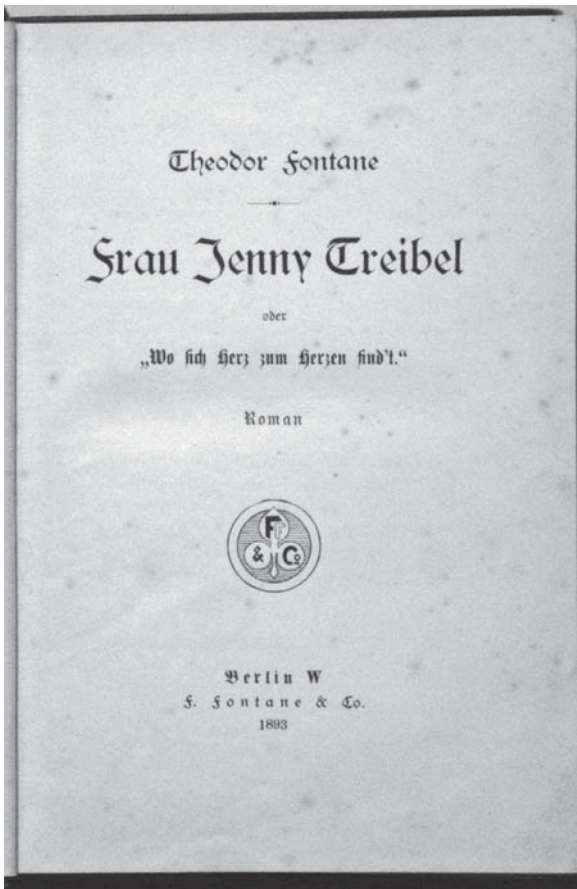 Theodor Fontane
Frau Jenny Treibel
oder
„Wo sich Herz zum Herzen find't.“
Roman
F
& Co
Berlin W
F. Fontane & Co.
1893